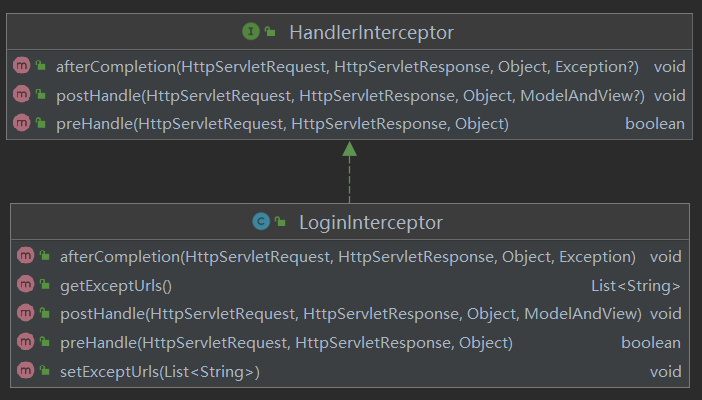 I HandlerInterceptor
m afterCompletion(HttpServletRequest, HttpServletResponse, Object, Exception?) void
m postHandle(HttpServletRequest, HttpServletResponse, Object, ModelAndView?) void
m preHandle(HttpServletRequest, HttpServletResponse, Object) boolean
C LoginInterceptor
m afterCompletion(HttpServletRequest, HttpServletResponse, Object, Exception) void
m getExceptUrls() List<String>
m postHandle(HttpServletRequest, HttpServletResponse, Object, ModelAndView) void
m preHandle(HttpServletRequest, HttpServletResponse, Object) boolean
m setExceptUrls(List<String>) void